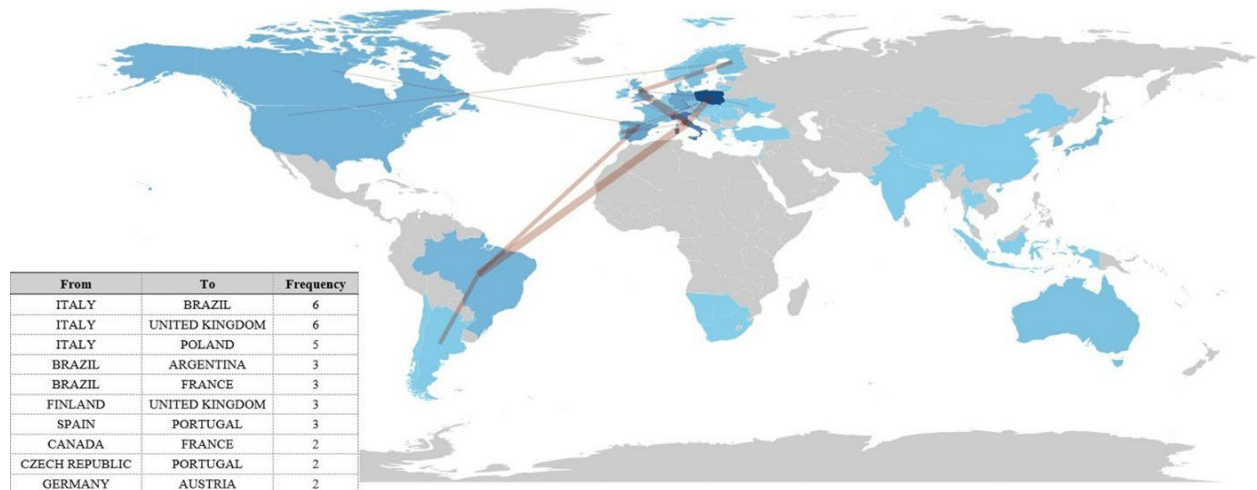 From To Frequency
ITALY BRAZIL 6
ITALY UNITED KINGDOM 6
ITALY POLAND 5
BRAZIL ARGENTINA 3
BRAZIL FRANCE 3
FINLAND UNITED KINGDOM 3
SPAIN PORTUGAL 3
CANADA FRANCE 2
CZECH REPUBLIC PORTUGAL 2
GERMANY AUSTRIA 2